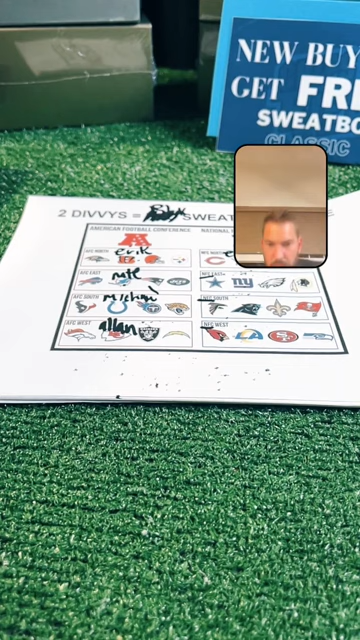 NEW BUY
GET FRE
SWEATBO
CLASSIC
2 DIVVYS = SWEAT E
AMERICAN FOOTBALL CONFERENCE NATIONAL
AFC NORTH erik NFC NORTH e
AFC EAST nate NFC EAST
AFC SOUTH NFC SOUTH
AFC WEST allan NFC WEST